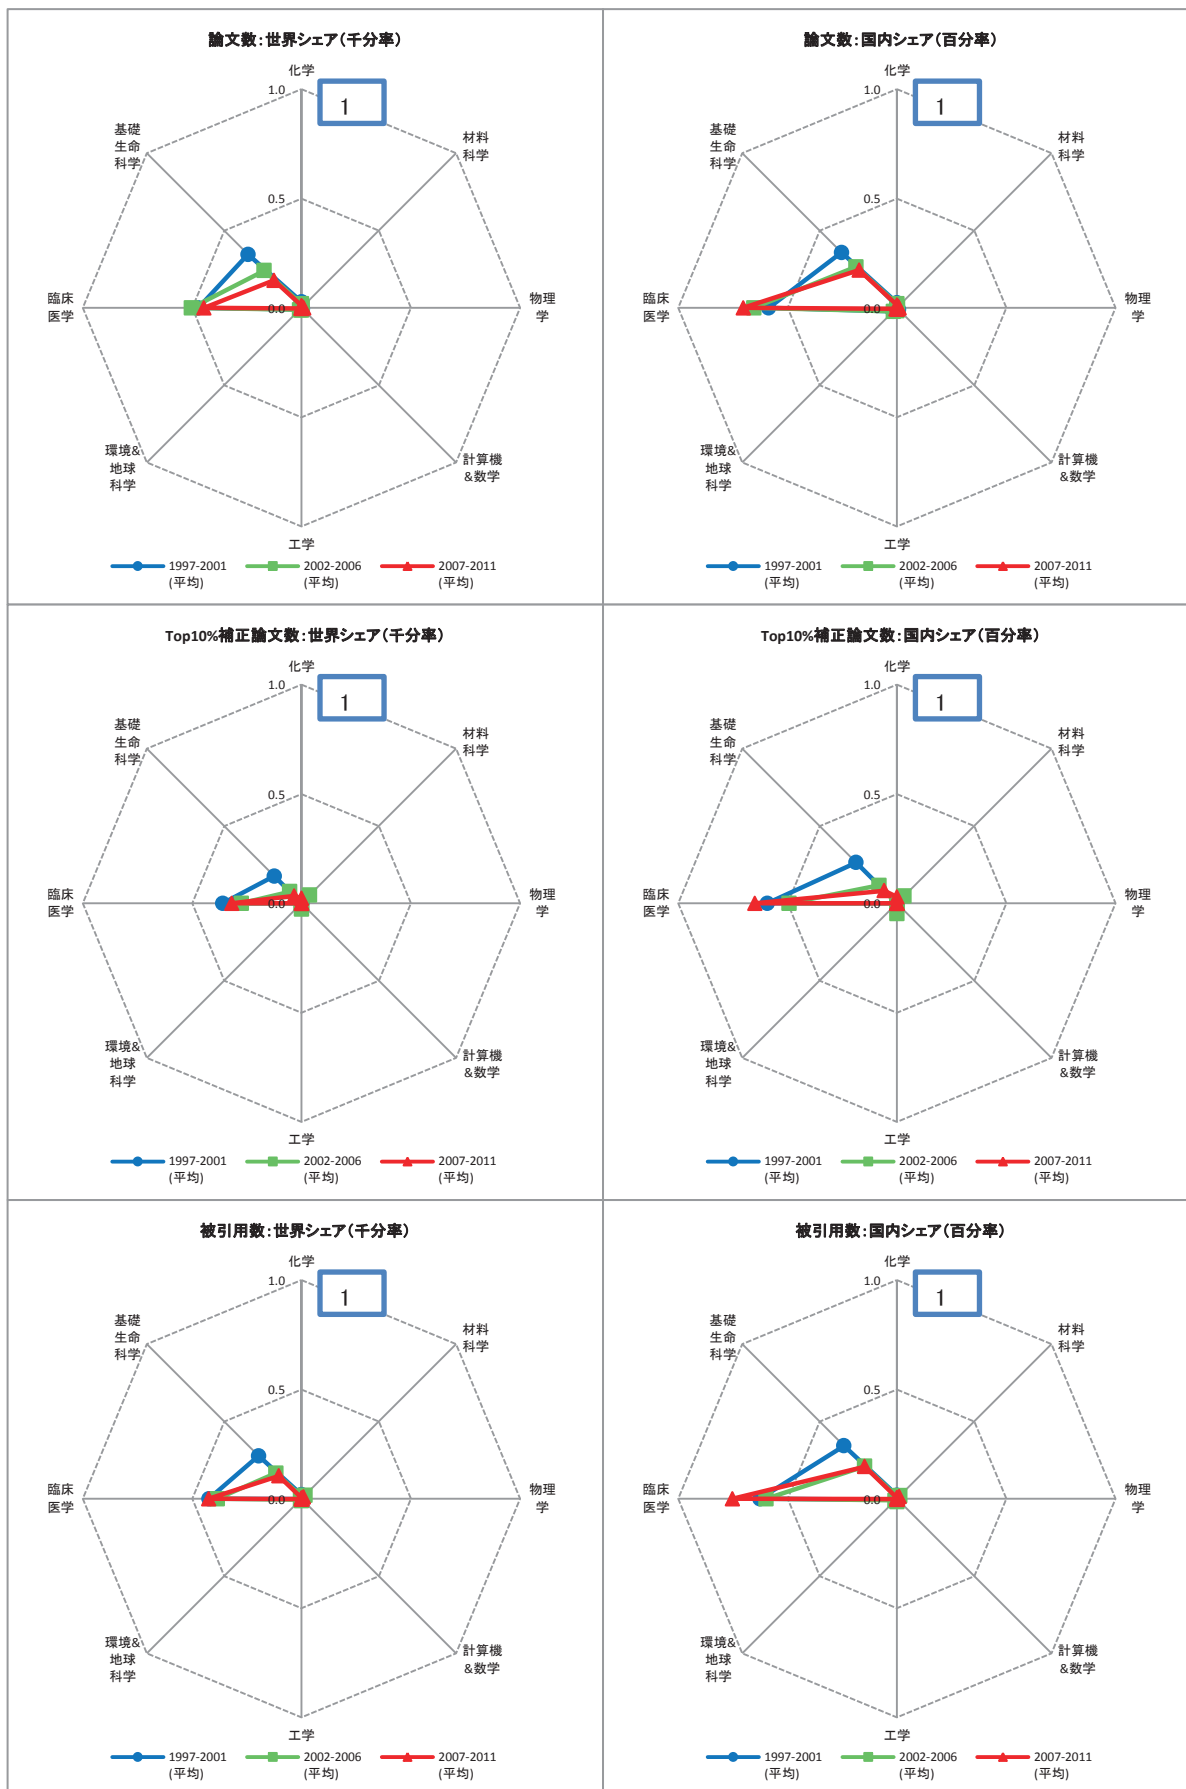 論文数：世界シェア（千分率）
化学
1.0
1
基礎
生命
科学
材料
科学
0.5
臨床
医学
0.0
物理
学
環境&
地球
科学
計算機
&数学
工学
1997-2001
(平均)
2002-2006
(平均)
2007-2011
(平均)
論文数：国内シェア（百分率）
化学
1.0
1
基礎
生命
科学
材料
科学
0.5
臨床
医学
0.0
物理
学
環境&
地球
科学
計算機
&数学
工学
1997-2001
(平均)
2002-2006
(平均)
2007-2011
(平均)
Top10%補正論文数：世界シェア（千分率）
化学
1.0
1
基礎
生命
科学
材料
科学
0.5
臨床
医学
0.0
物理
学
環境&
地球
科学
計算機
&数学
工学
1997-2001
(平均)
2002-2006
(平均)
2007-2011
(平均)
Top10%補正論文数：国内シェア（百分率）
化学
1.0
1
基礎
生命
科学
材料
科学
0.5
臨床
医学
0.0
物理
学
環境&
地球
科学
計算機
&数学
工学
1997-2001
(平均)
2002-2006
(平均)
2007-2011
(平均)
被引用数：世界シェア（千分率）
化学
1.0
1
基礎
生命
科学
材料
科学
0.5
臨床
医学
0.0
物理
学
環境&
地球
科学
計算機
&数学
工学
1997-2001
(平均)
2002-2006
(平均)
2007-2011
(平均)
被引用数：国内シェア（百分率）
化学
1.0
1
基礎
生命
科学
材料
科学
0.5
臨床
医学
0.0
物理
学
環境&
地球
科学
計算機
&数学
工学
1997-2001
(平均)
2002-2006
(平均)
2007-2011
(平均)